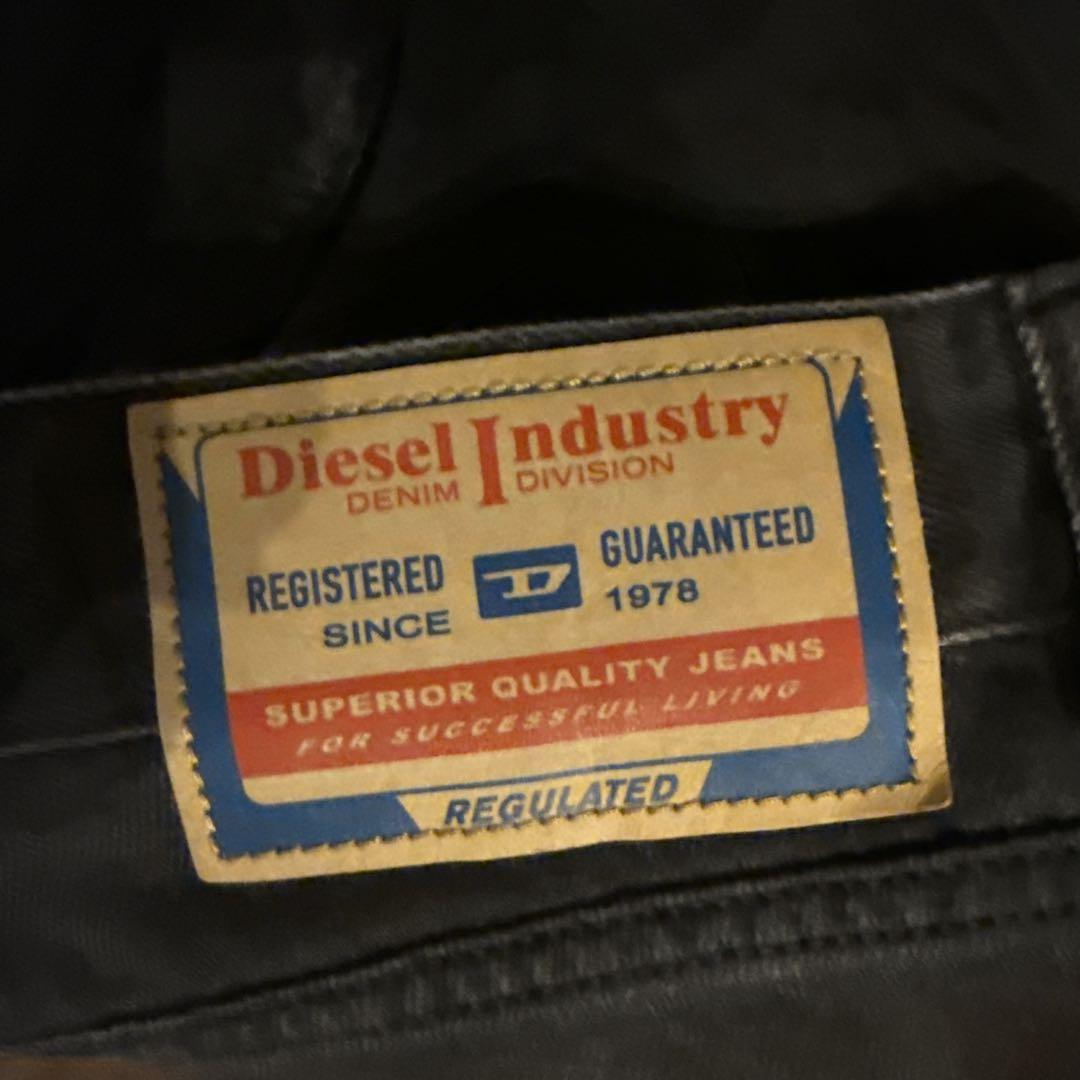 Diesel Industry
DENIM DIVISION
REGISTERED D GUARANTEED
SINCE 1978
SUPERIOR QUALITY JEANS
FOR SUCCESSFUL LIVING
REGULATED